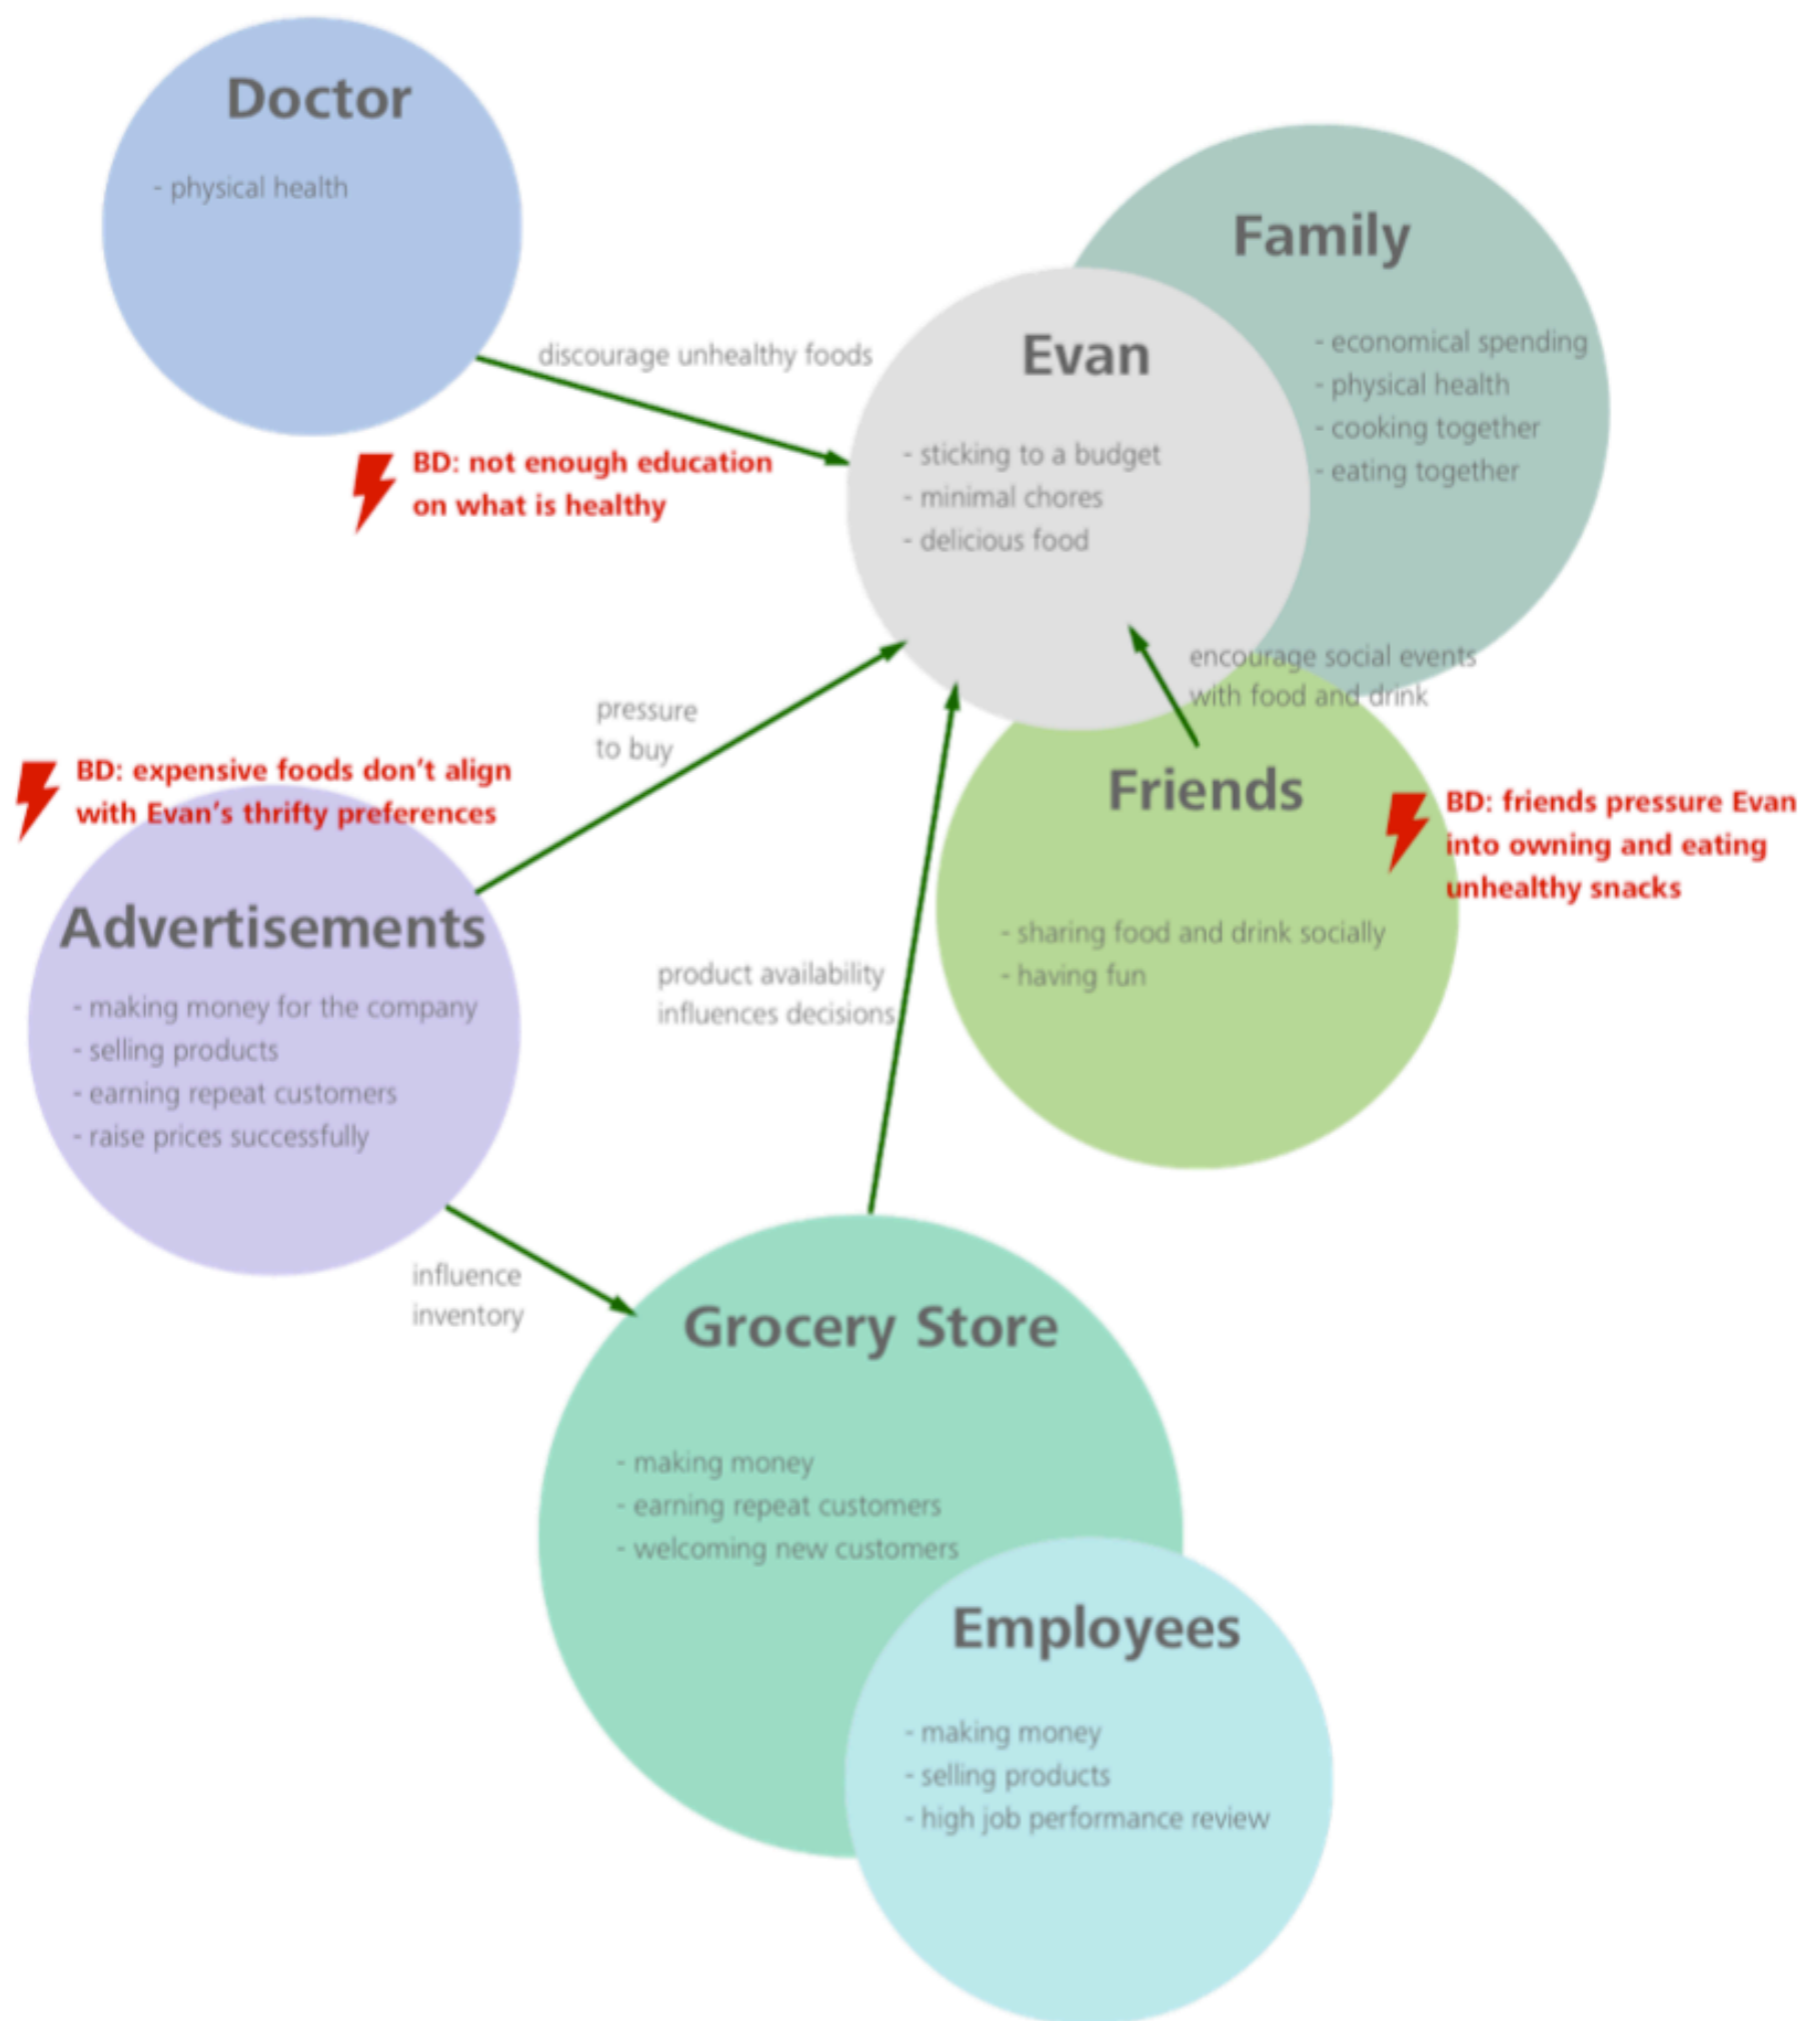 Doctor
- physical health
Family
- economical spending
- physical health
- cooking together
- eating together
Evan
- sticking to a budget
- minimal chores
- delicious food
discourage unhealthy foods
BD: not enough education
on what is healthy
encourage social events
with food and drink
pressure
to buy
BD: expensive foods don't align
with Evan's thrifty preferences
Friends
- sharing food and drink socially
- having fun
BD: friends pressure Evan
into owning and eating
unhealthy snacks
Advertisements
- making money for the company
- selling products
- earning repeat customers
- raise prices successfully
product availability
influences decisions
influence
inventory
Grocery Store
- making money
- earning repeat customers
- welcoming new customers
Employees
- making money
- selling products
- high job performance review